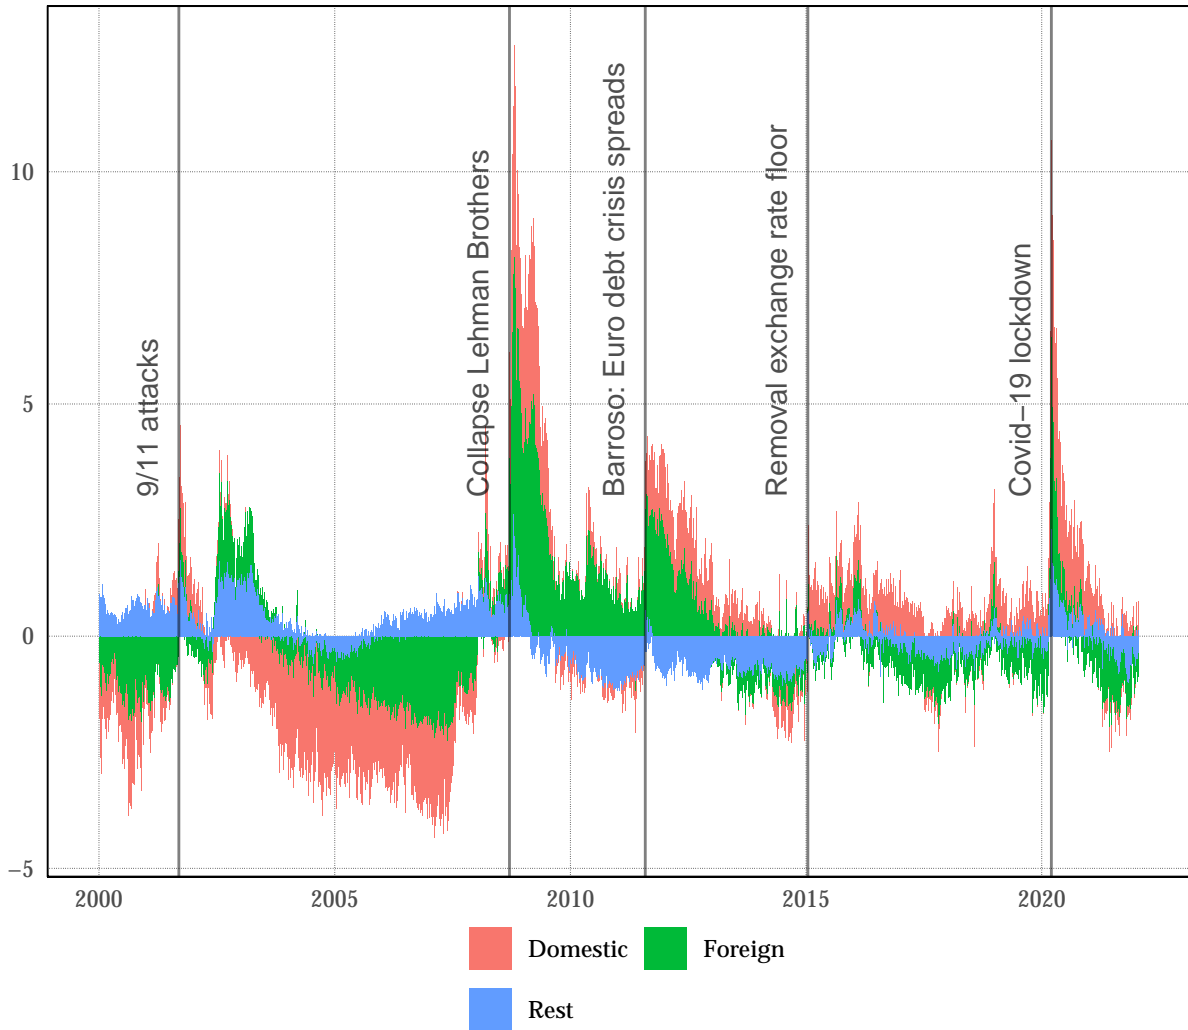 10
5
0
−5
9/11 attacks
Collapse Lehman Brothers
Barroso: Euro debt crisis spreads
Removal exchange rate floor
Covid−19 lockdown
2000
2005
2010
2015
2020
Domestic
Foreign
Rest